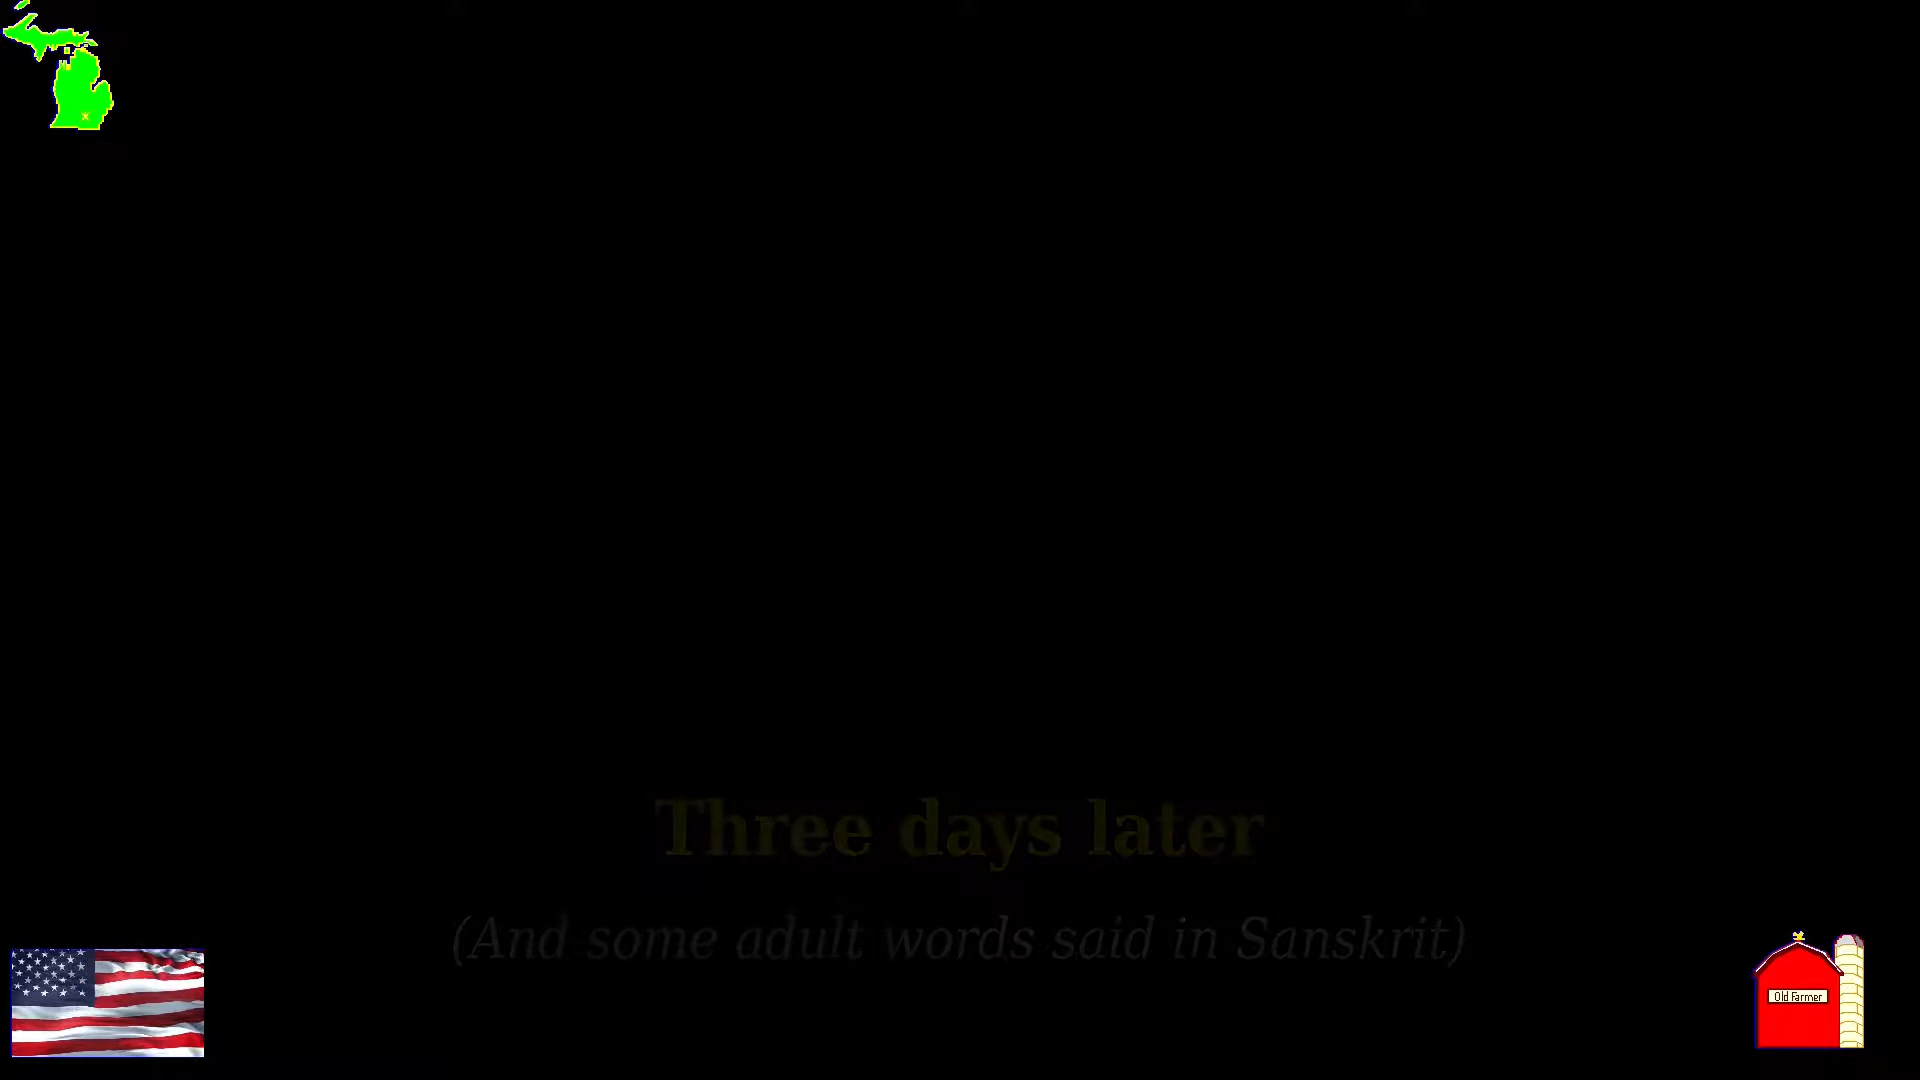 Three days later
(And some adult words said in Sanskrit)
Old Farmer